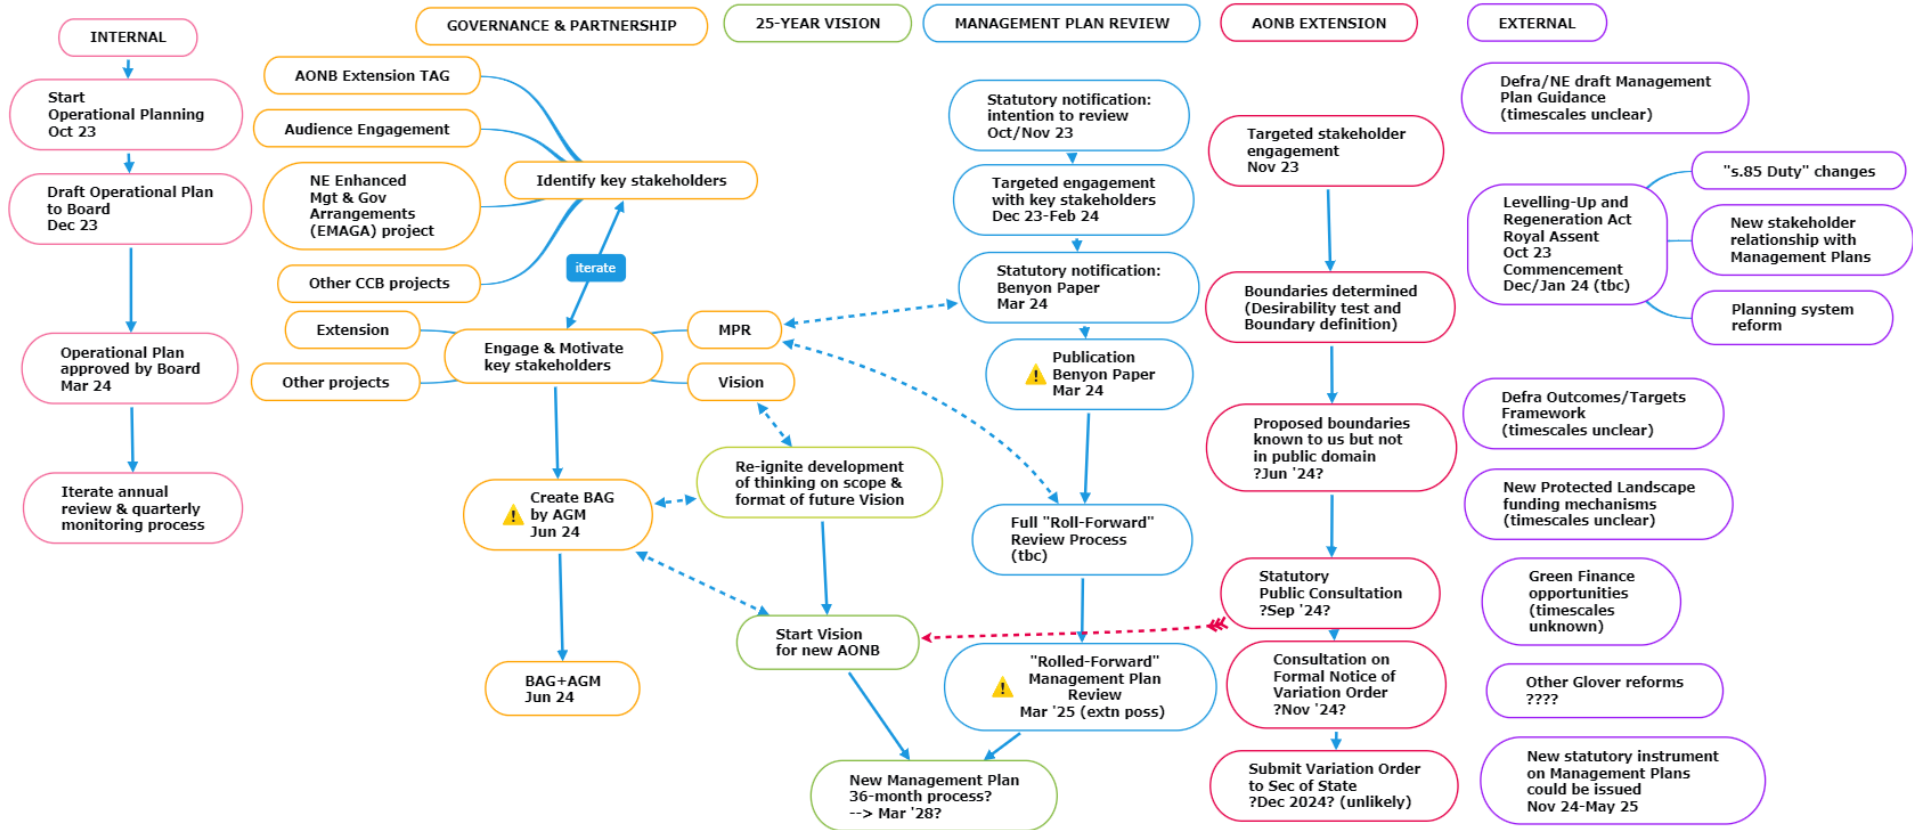 INTERNAL
GOVERNANCE & PARTNERSHIP
25-YEAR VISION
MANAGEMENT PLAN REVIEW
AONB EXTENSION
EXTERNAL
Start
Operational Planning
Oct 23
Draft Operational Plan
to Board
Dec 23
Operational Plan
approved by Board
Mar 24
Iterate annual
review & quarterly
monitoring process
AONB Extension TAG
Audience Engagement
NE Enhanced
Mgt & Gov
Arrangements
(EMAGA) project
Other CCB projects
Identify key stakeholders
iterate
Extension
Other projects
Engage & Motivate
key stakeholders
MPR
Vision
Create BAG
by AGM
Jun 24
BAG+AGM
Jun 24
Re-ignite development
of thinking on scope &
format of future Vision
Start Vision
for new AONB
New Management Plan
36-month process?
--> Mar '28?
Statutory notification:
intention to review
Oct/Nov 23
Targeted engagement
with key stakeholders
Dec 23-Feb 24
Statutory notification:
Benyon Paper
Mar 24
Publication
Benyon Paper
Mar 24
Full "Roll-Forward"
Review Process
(tbc)
"Rolled-Forward"
Management Plan
Review
Mar '25 (extn poss)
Targeted stakeholder
engagement
Nov 23
Boundaries determined
(Desirability test and
Boundary definition)
Proposed boundaries
known to us but not
in public domain
?Jun '24?
Statutory
Public Consultation
?Sep '24?
Consultation on
Formal Notice of
Variation Order
?Nov '24?
Submit Variation Order
to Sec of State
?Dec 2024? (unlikely)
Defra/NE draft Management
Plan Guidance
(timescales unclear)
Levelling-Up and
Regeneration Act
Royal Assent
Oct 23
Commencement
Dec/Jan 24 (tbc)
"s.85 Duty" changes
New stakeholder
relationship with
Management Plans
Planning system
reform
Defra Outcomes/Targets
Framework
(timescales unclear)
New Protected Landscape
funding mechanisms
(timescales unclear)
Green Finance
opportunities
(timescales
unknown)
Other Glover reforms
????
New statutory instrument
on Management Plans
could be issued
Nov 24-May 25